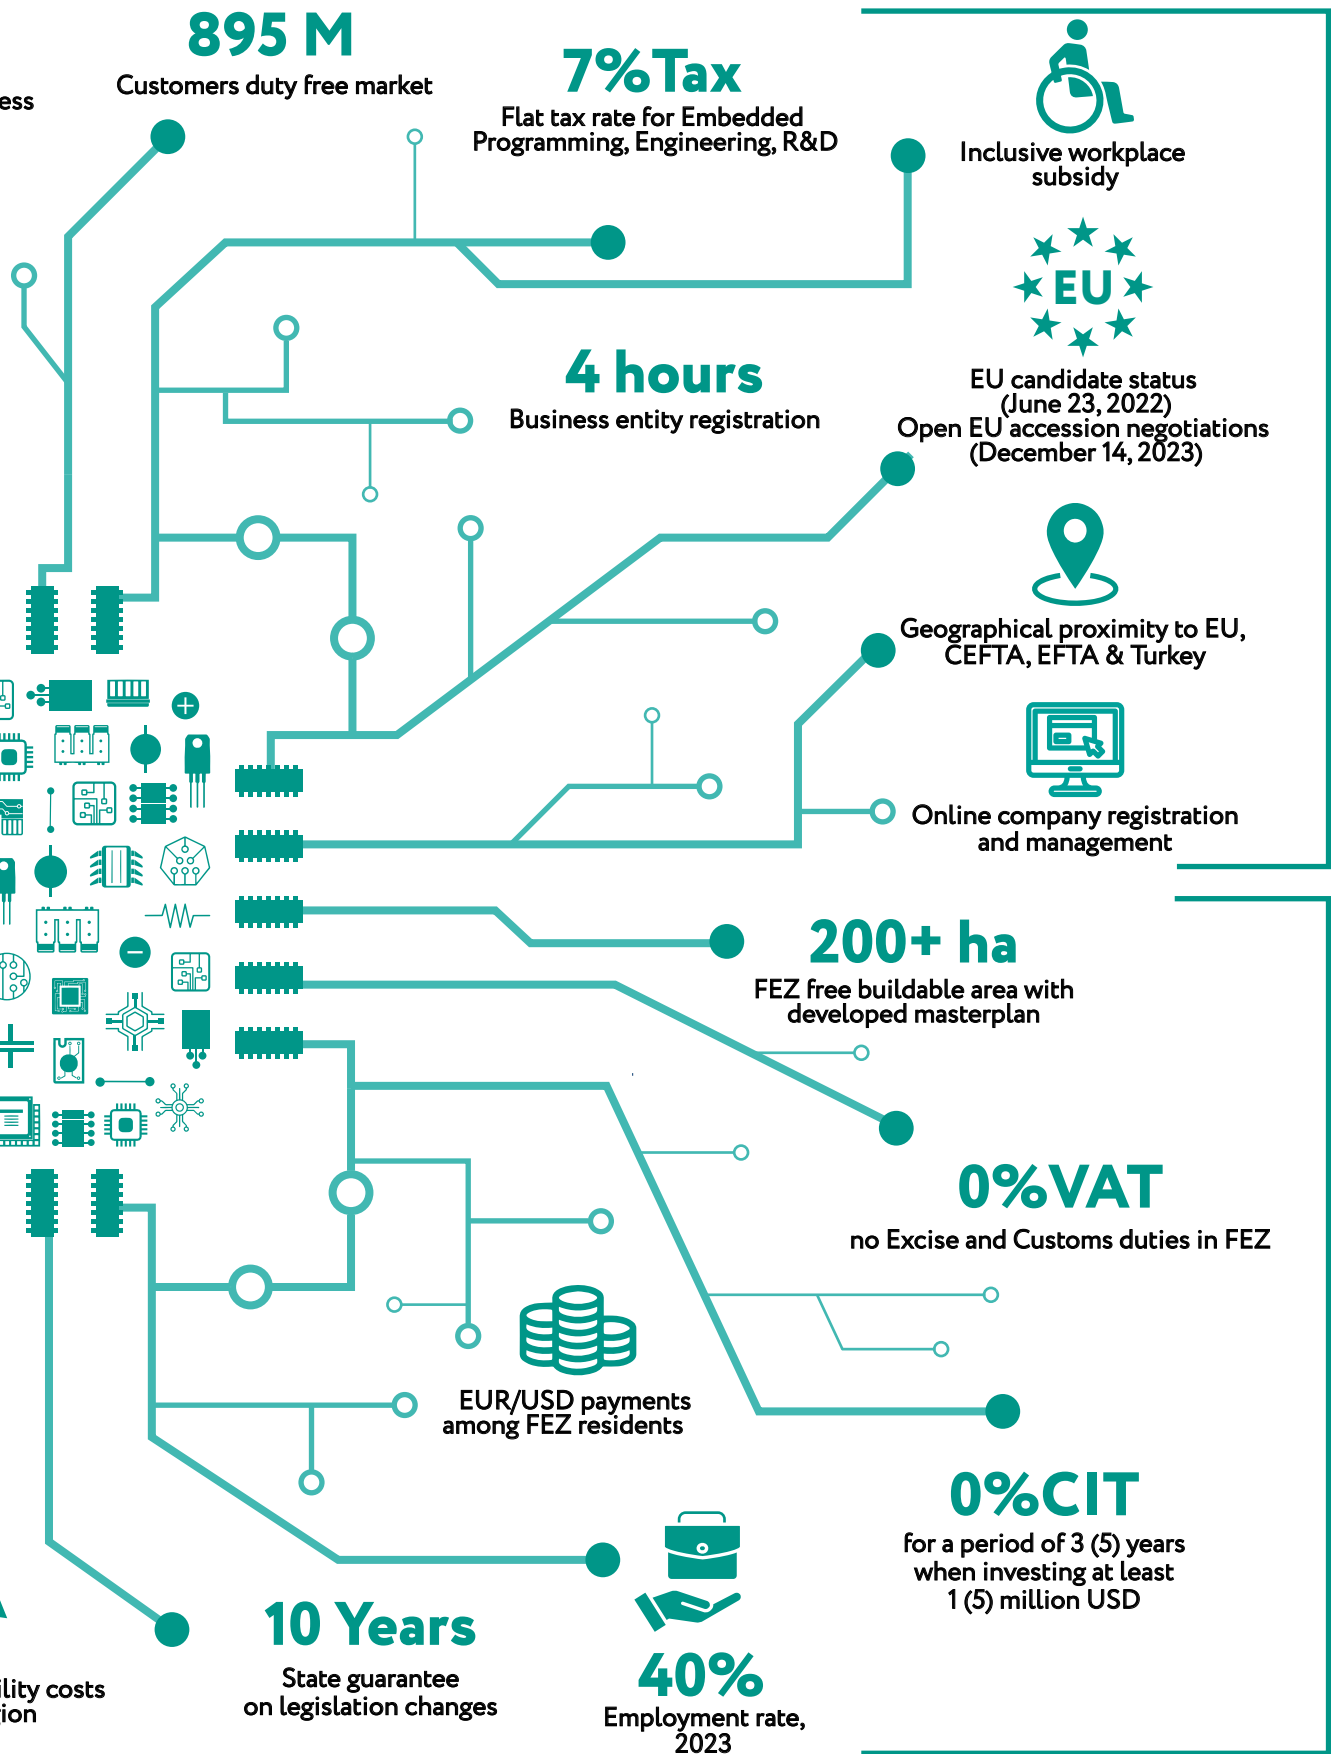 895 M
Customers duty free market
ess
7% Tax
Flat tax rate for Embedded
Programming, Engineering, R&D
Inclusive workplace
subsidy
EU
EU candidate status
(June 23, 2022)
Open EU accession negotiations
(December 14, 2023)
4 hours
Business entity registration
Geographical proximity to EU,
CEFTA, EFTA & Turkey
Online company registration
and management
200+ ha
FEZ free buildable area with
developed masterplan
0% VAT
no Excise and Customs duties in FEZ
EUR/USD payments
among FEZ residents
0% CIT
for a period of 3 (5) years
when investing at least
1 (5) million USD
10 Years
State guarantee
on legislation changes
40%
Employment rate,
2023
ility costs
ion